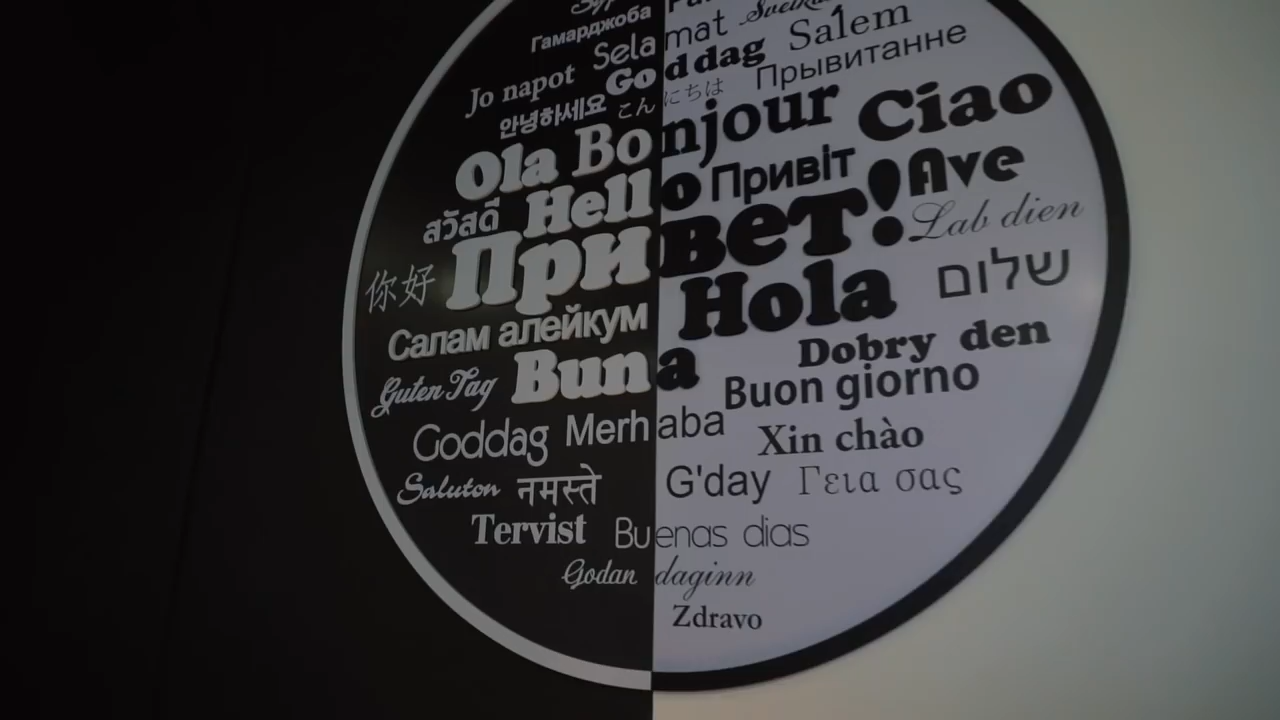 Гамарджоба
Selamat
Salem
Jo napot
Goddag
Прывитанне
안녕하세요
こんにちは
Ola
Bonjour
Ciao
สวัสดี
Hello
Привіт
Ave
你好
Привет!
Lab dien
Салам алейкум
Hola
שלום
Guten Tag
Buna
Dobry den
Buon giorno
Goddag
Merhaba
Xin chào
Saluton
नमस्ते
G'day
Γεια σας
Tervist
Buenas dias
Godan daginn
Zdravo